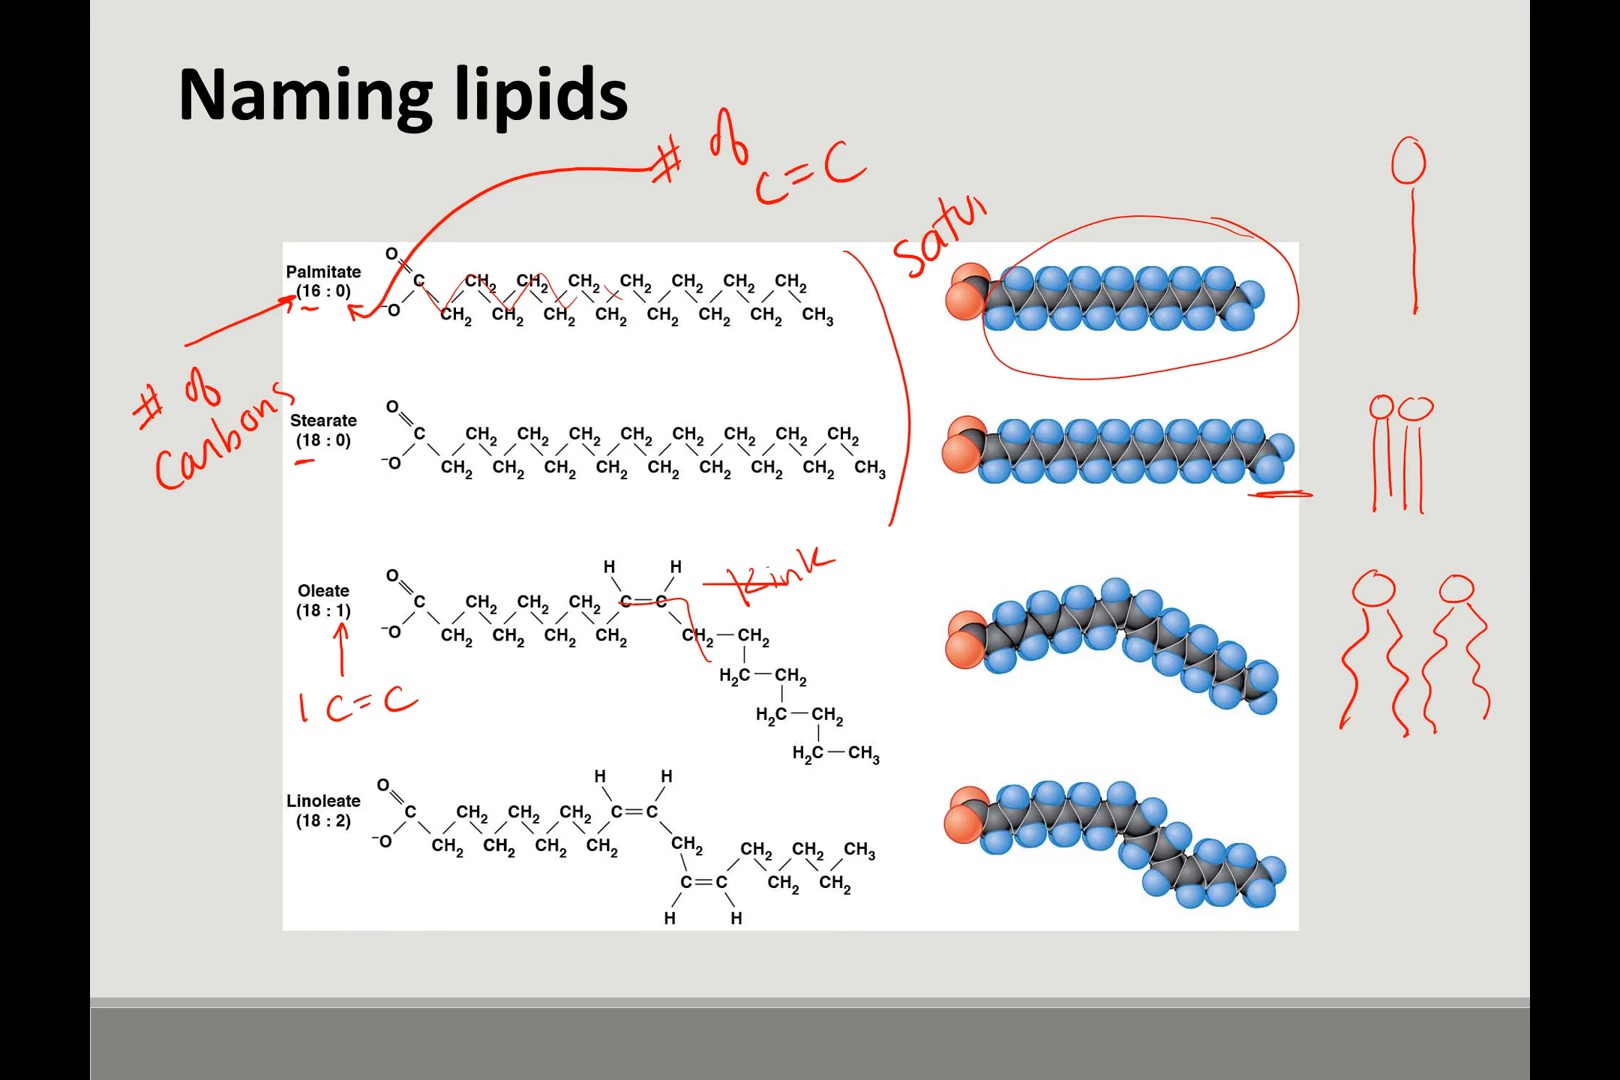 Naming lipids
# of
C=C
Satu
Palmitate
(16 : 0)
O
C
CH2 CH2 CH2 CH2 CH2 CH2 CH2
-O
CH2 CH2 CH2 CH2 CH2 CH2 CH2 CH3
# of
Carbons
Stearate
(18 : 0)
O
C
CH2 CH2 CH2 CH2 CH2 CH2 CH2 CH2
-O
CH2 CH2 CH2 CH2 CH2 CH2 CH2 CH2 CH3
Kink
Oleate
(18 : 1)
H H
O
C
CH2 CH2 CH2 C=C
-O
CH2 CH2 CH2 CH2 CH2—CH2
H2C—CH2
H2C—CH2
H2C—CH3
1 C=C
Linoleate
(18 : 2)
H H
O
C
CH2 CH2 CH2 C=C
-O
CH2 CH2 CH2 CH2 CH2 CH2 CH2 CH3
C=C CH2 CH2
H H